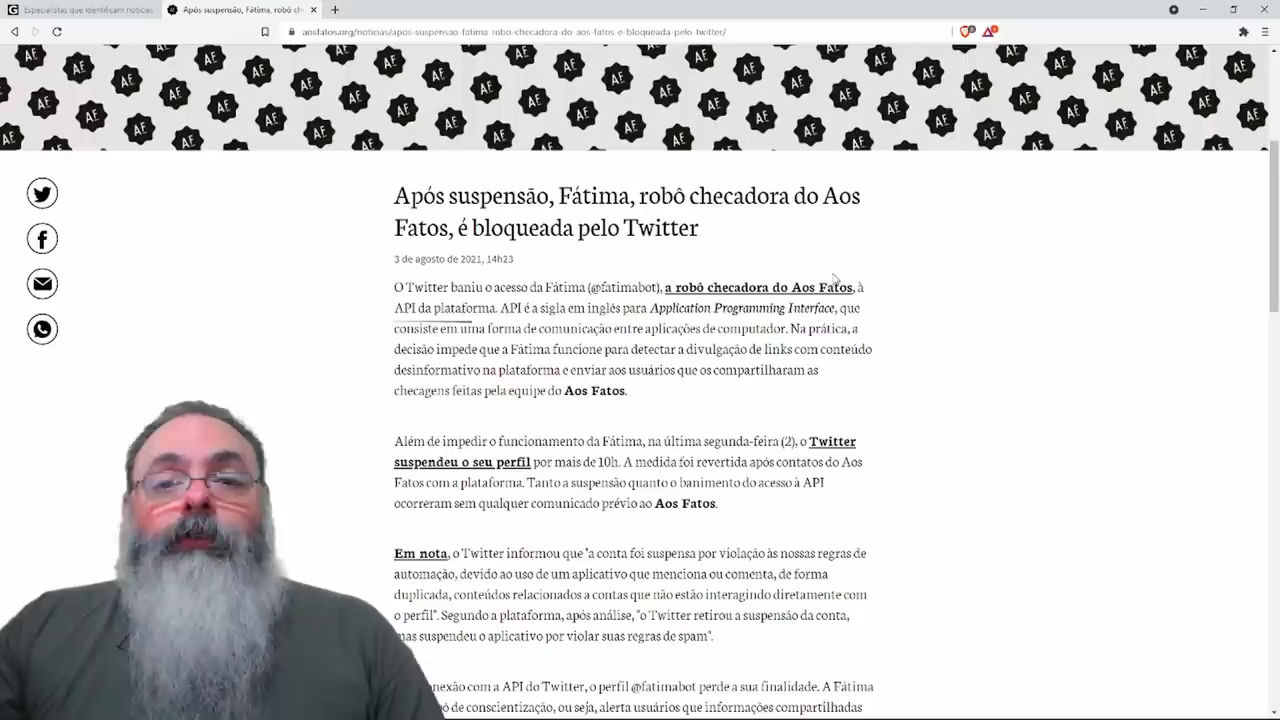 Especialistas que identificam notícias
Após suspensão, Fátima, robô ch
aosfatos.org/noticias/apos-suspensao-fatima-robo-checadora-do-aos-fatos-e-bloqueada-pelo-twitter/
Após suspensão, Fátima, robô checadora do Aos
Fatos, é bloqueada pelo Twitter
3 de agosto de 2021, 14h23
O Twitter baniu o acesso da Fátima (@fatimabot), a robô checadora do Aos Fatos, à
API da plataforma. API é a sigla em inglês para Application Programming Interface, que
consiste em uma forma de comunicação entre aplicações de computador. Na prática, a
decisão impede que a Fátima funcione para detectar a divulgação de links com conteúdo
desinformativo na plataforma e enviar aos usuários que os compartilharam as
checagens feitas pela equipe do Aos Fatos.
Além de impedir o funcionamento da Fátima, na última segunda-feira (2), o Twitter
suspendeu o seu perfil por mais de 10h. A medida foi revertida após contatos do Aos
Fatos com a plataforma. Tanto a suspensão quanto o banimento do acesso à API
ocorreram sem qualquer comunicado prévio ao Aos Fatos.
Em nota, o Twitter informou que "a conta foi suspensa por violação às nossas regras de
automação, devido ao uso de um aplicativo que menciona ou comenta, de forma
duplicada, conteúdos relacionados a contas que não estão interagindo diretamente com
o perfil". Segundo a plataforma, após análise, "o Twitter retirou a suspensão da conta,
mas suspendeu o aplicativo por violar suas regras de spam".
nexão com a API do Twitter, o perfil @fatimabot perde a sua finalidade. A Fátima
bô de conscientização, ou seja, alerta usuários que informações compartilhadas